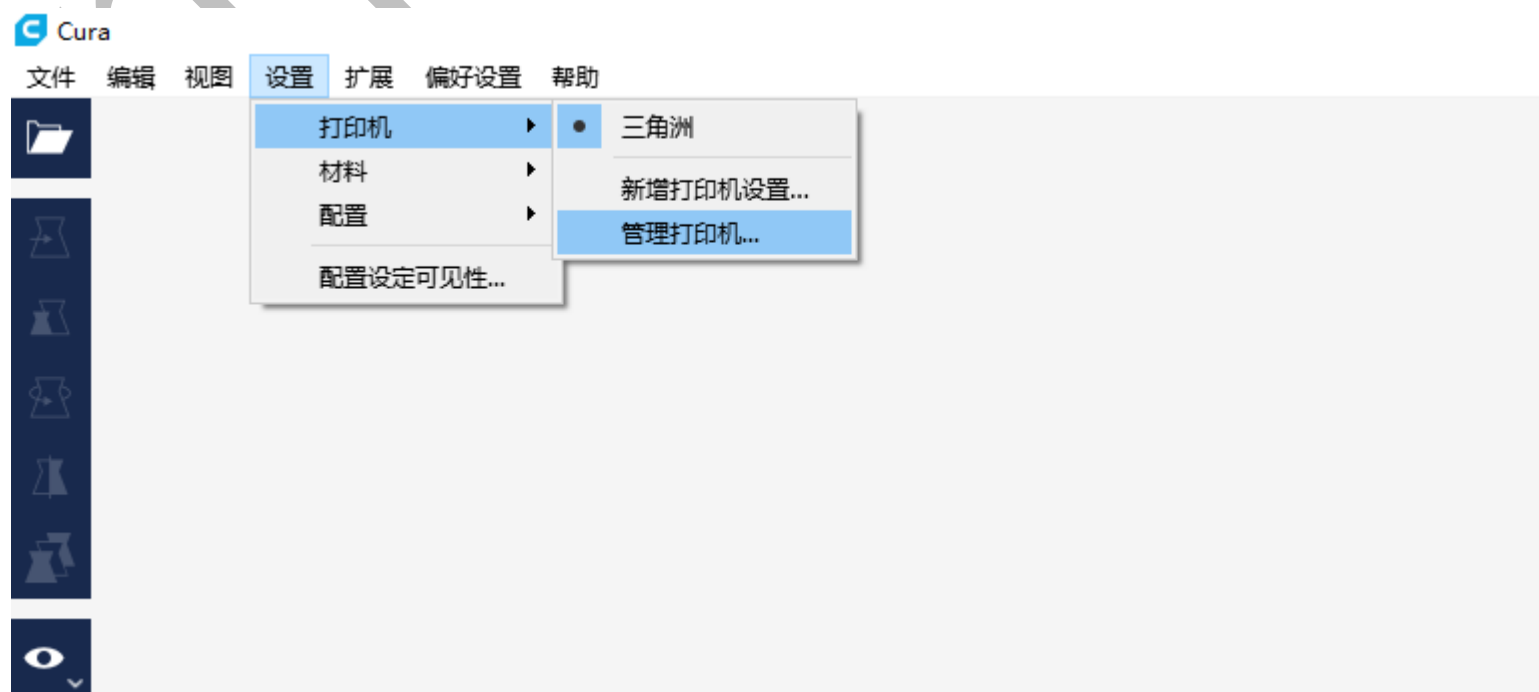 Cura
文件 编辑 视图 设置 扩展 偏好设置 帮助
打印机
材料
配置
配置设定可见性...
三角洲
新增打印机设置...
管理打印机...